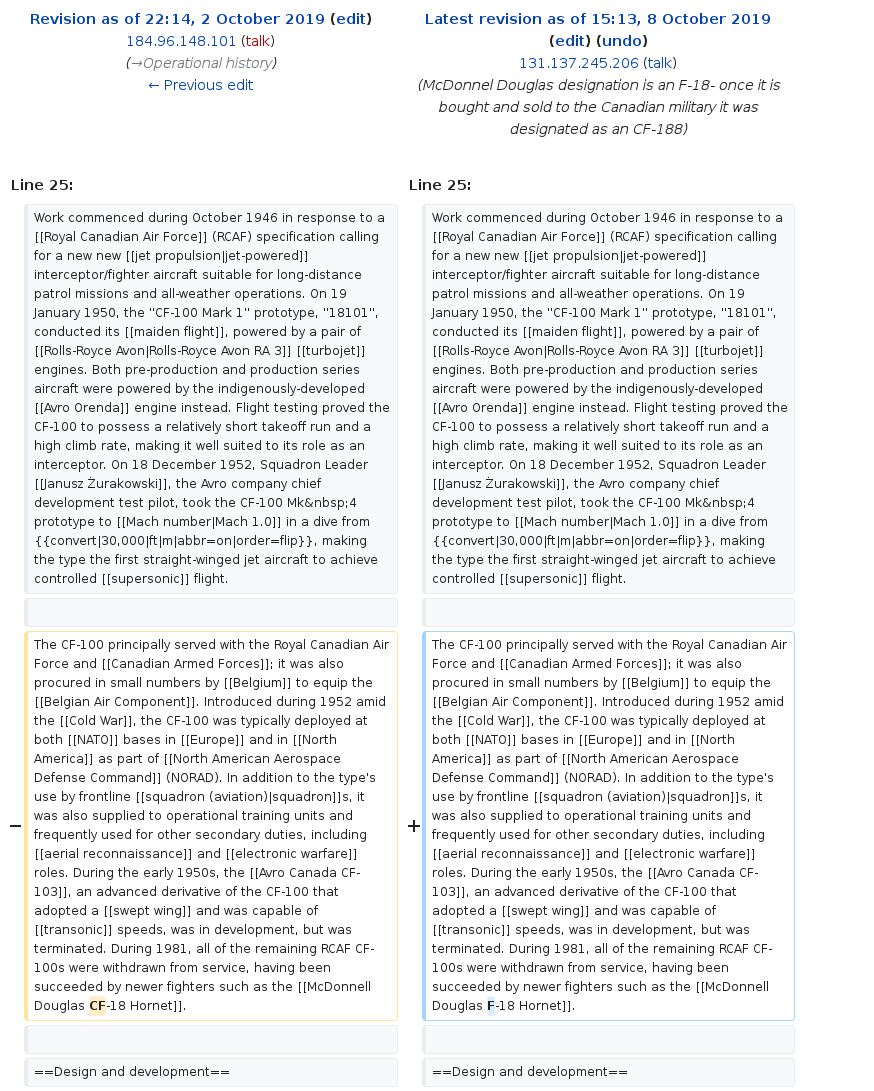 Revision as of 22:14, 2 October 2019 (edit)
184.96.148.101 (talk)
(→Operational history)
← Previous edit
Latest revision as of 15:13, 8 October 2019
(edit) (undo)
131.137.245.206 (talk)
(McDonnel Douglas designation is an F-18- once it is
bought and sold to the Canadian military it was
designated as an CF-188)
Line 25:
Line 25:
Work commenced during October 1946 in response to a
[[Royal Canadian Air Force]] (RCAF) specification calling
for a new new [[jet propulsion|jet-powered]]
interceptor/fighter aircraft suitable for long-distance
patrol missions and all-weather operations. On 19
January 1950, the "CF-100 Mark 1" prototype, "18101",
conducted its [[maiden flight]], powered by a pair of
[[Rolls-Royce Avon|Rolls-Royce Avon RA 3]] [[turbojet]]
engines. Both pre-production and production series
aircraft were powered by the indigenously-developed
[[Avro Orenda]] engine instead. Flight testing proved the
CF-100 to possess a relatively short takeoff run and a
high climb rate, making it well suited to its role as an
interceptor. On 18 December 1952, Squadron Leader
[[Janusz Żurakowski]], the Avro company chief
development test pilot, took the CF-100 Mk&nbsp;4
prototype to [[Mach number|Mach 1.0]] in a dive from
{{convert|30,000|ft|m|abbr=on|order=flip}}, making
the type the first straight-winged jet aircraft to achieve
controlled [[supersonic]] flight.
Work commenced during October 1946 in response to a
[[Royal Canadian Air Force]] (RCAF) specification calling
for a new new [[jet propulsion|jet-powered]]
interceptor/fighter aircraft suitable for long-distance
patrol missions and all-weather operations. On 19
January 1950, the "CF-100 Mark 1" prototype, "18101",
conducted its [[maiden flight]], powered by a pair of
[[Rolls-Royce Avon|Rolls-Royce Avon RA 3]] [[turbojet]]
engines. Both pre-production and production series
aircraft were powered by the indigenously-developed
[[Avro Orenda]] engine instead. Flight testing proved the
CF-100 to possess a relatively short takeoff run and a
high climb rate, making it well suited to its role as an
interceptor. On 18 December 1952, Squadron Leader
[[Janusz Żurakowski]], the Avro company chief
development test pilot, took the CF-100 Mk&nbsp;4
prototype to [[Mach number|Mach 1.0]] in a dive from
{{convert|30,000|ft|m|abbr=on|order=flip}}, making
the type the first straight-winged jet aircraft to achieve
controlled [[supersonic]] flight.
−
The CF-100 principally served with the Royal Canadian Air
Force and [[Canadian Armed Forces]]; it was also
procured in small numbers by [[Belgium]] to equip the
[[Belgian Air Component]]. Introduced during 1952 amid
the [[Cold War]], the CF-100 was typically deployed at
both [[NATO]] bases in [[Europe]] and in [[North
America]] as part of [[North American Aerospace
Defense Command]] (NORAD). In addition to the type's
use by frontline [[squadron (aviation)|squadron]]s, it
was also supplied to operational training units and
frequently used for other secondary duties, including
[[aerial reconnaissance]] and [[electronic warfare]]
roles. During the early 1950s, the [[Avro Canada CF-
103]], an advanced derivative of the CF-100 that
adopted a [[swept wing]] and was capable of
[[transonic]] speeds, was in development, but was
terminated. During 1981, all of the remaining RCAF CF-
100s were withdrawn from service, having been
succeeded by newer fighters such as the [[McDonnell
Douglas CF-18 Hornet]].
+
The CF-100 principally served with the Royal Canadian Air
Force and [[Canadian Armed Forces]]; it was also
procured in small numbers by [[Belgium]] to equip the
[[Belgian Air Component]]. Introduced during 1952 amid
the [[Cold War]], the CF-100 was typically deployed at
both [[NATO]] bases in [[Europe]] and in [[North
America]] as part of [[North American Aerospace
Defense Command]] (NORAD). In addition to the type's
use by frontline [[squadron (aviation)|squadron]]s, it
was also supplied to operational training units and
frequently used for other secondary duties, including
[[aerial reconnaissance]] and [[electronic warfare]]
roles. During the early 1950s, the [[Avro Canada CF-
103]], an advanced derivative of the CF-100 that
adopted a [[swept wing]] and was capable of
[[transonic]] speeds, was in development, but was
terminated. During 1981, all of the remaining RCAF CF-
100s were withdrawn from service, having been
succeeded by newer fighters such as the [[McDonnell
Douglas F-18 Hornet]].
==Design and development==
==Design and development==